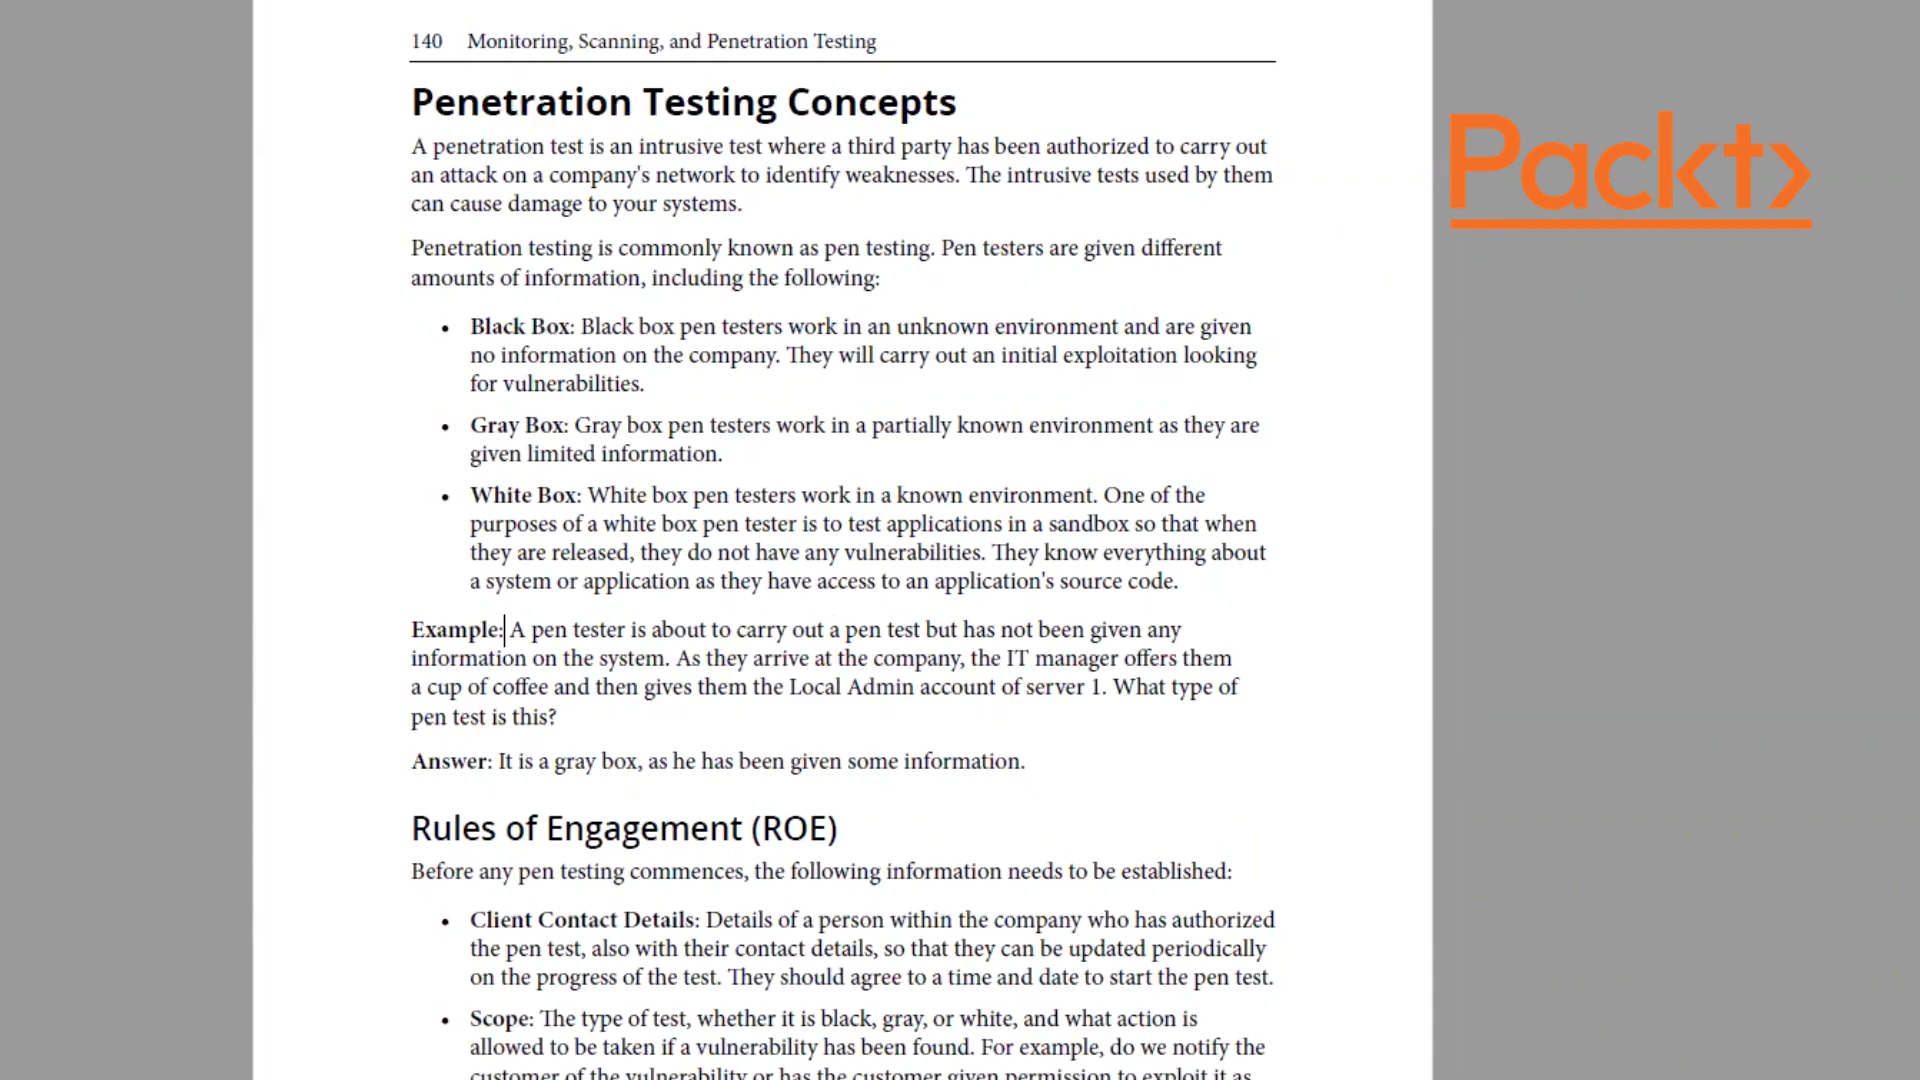 140 Monitoring, Scanning, and Penetration Testing
Penetration Testing Concepts
A penetration test is an intrusive test where a third party has been authorized to carry out
an attack on a company's network to identify weaknesses. The intrusive tests used by them
can cause damage to your systems.
Penetration testing is commonly known as pen testing. Pen testers are given different
amounts of information, including the following:
• Black Box: Black box pen testers work in an unknown environment and are given
no information on the company. They will carry out an initial exploitation looking
for vulnerabilities.
• Gray Box: Gray box pen testers work in a partially known environment as they are
given limited information.
• White Box: White box pen testers work in a known environment. One of the
purposes of a white box pen tester is to test applications in a sandbox so that when
they are released, they do not have any vulnerabilities. They know everything about
a system or application as they have access to an application's source code.
Example: A pen tester is about to carry out a pen test but has not been given any
information on the system. As they arrive at the company, the IT manager offers them
a cup of coffee and then gives them the Local Admin account of server 1. What type of
pen test is this?
Answer: It is a gray box, as he has been given some information.
Rules of Engagement (ROE)
Before any pen testing commences, the following information needs to be established:
• Client Contact Details: Details of a person within the company who has authorized
the pen test, also with their contact details, so that they can be updated periodically
on the progress of the test. They should agree to a time and date to start the pen test.
• Scope: The type of test, whether it is black, gray, or white, and what action is
allowed to be taken if a vulnerability has been found. For example, do we notify the
customer of the vulnerability or has the customer given permission to exploit it as
Packt>